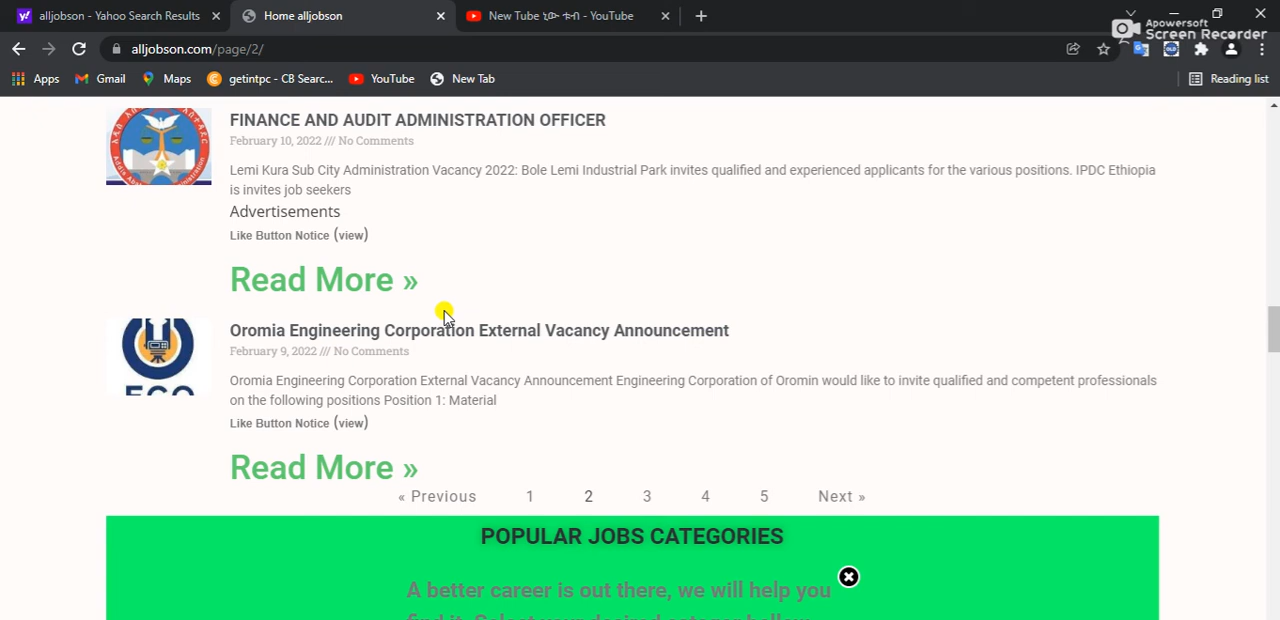 alljobson - Yahoo Search Results
Home alljobson
New Tube ኒው ቱብ - YouTube
Apowersoft
Screen Recorder
alljobson.com/page/2/
Apps
Gmail
Maps
getintpc - CB Searc...
YouTube
New Tab
Reading list
FINANCE AND AUDIT ADMINISTRATION OFFICER
February 10, 2022 /// No Comments
Lemi Kura Sub City Administration Vacancy 2022: Bole Lemi Industrial Park invites qualified and experienced applicants for the various positions. IPDC Ethiopia
is invites job seekers
Advertisements
Like Button Notice (view)
Read More »
Oromia Engineering Corporation External Vacancy Announcement
February 9, 2022 /// No Comments
Oromia Engineering Corporation External Vacancy Announcement Engineering Corporation of Oromin would like to invite qualified and competent professionals
on the following positions Position 1: Material
Like Button Notice (view)
Read More »
« Previous 1 2 3 4 5 Next »
POPULAR JOBS CATEGORIES
A better career is out there, we will help you